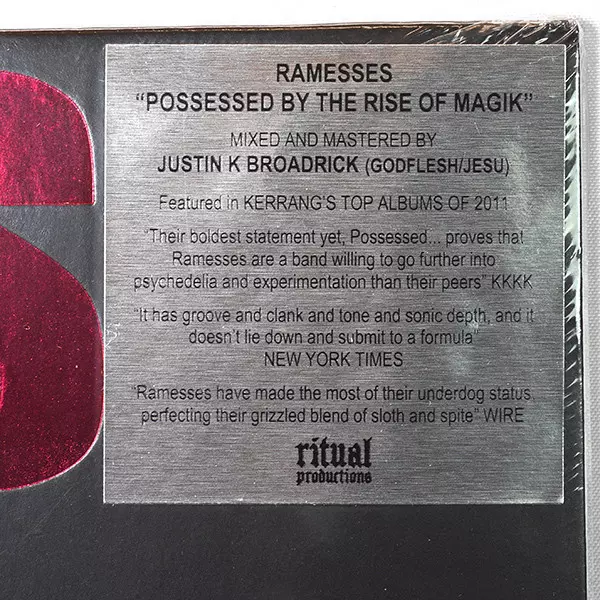 RAMESSES
“POSSESSED BY THE RISE OF MAGIK”
MIXED AND MASTERED BY
JUSTIN K BROADRICK (GODFLESH/JESU)
Featured in KERRANG’S TOP ALBUMS OF 2011
“Their boldest statement yet, Possessed... proves that
Ramesses are a band willing to go further into
psychedelia and experimentation than their peers” KKKK
“It has groove and clank and tone and sonic depth, and it
doesn’t lie down and submit to a formula”
NEW YORK TIMES
“Ramesses have made the most of their underdog status,
perfecting their grizzled blend of sloth and spite” WIRE
ritual
productions